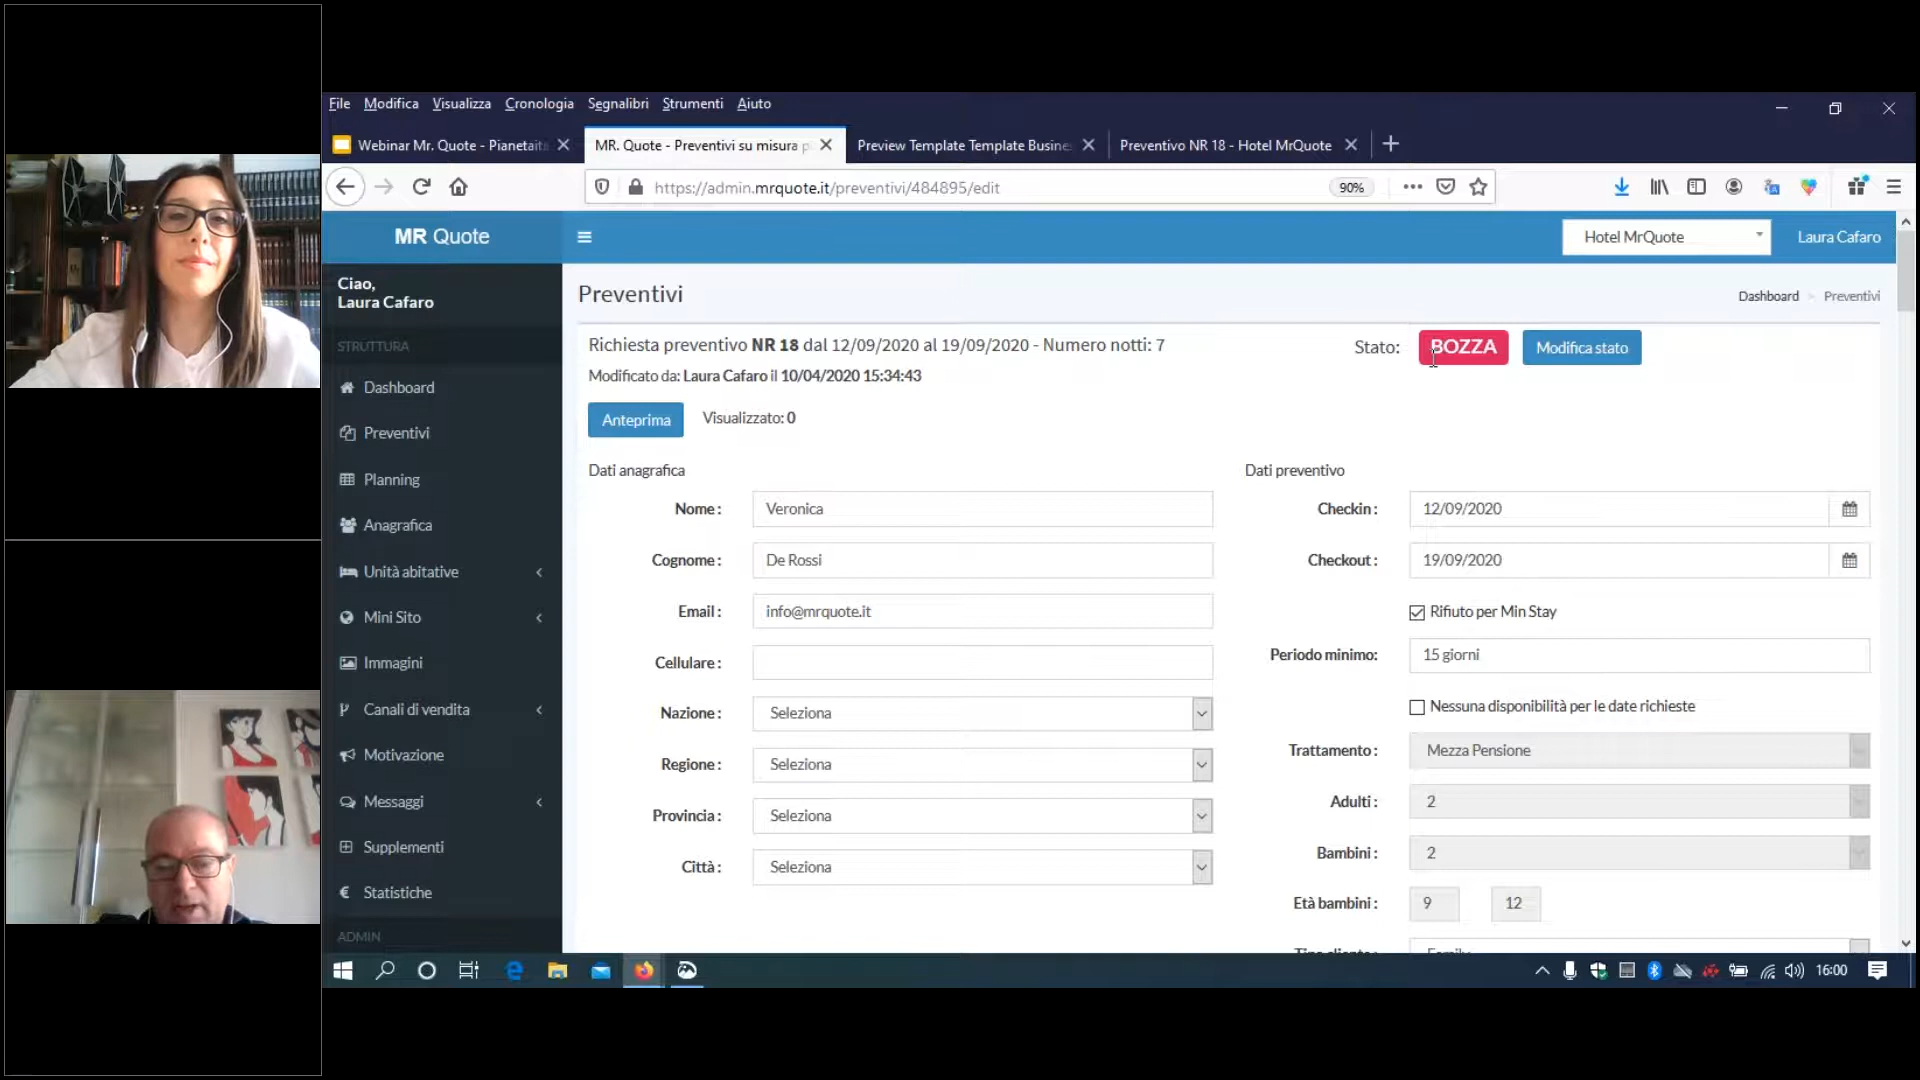 File Modifica Visualizza Cronologia Segnalibri Strumenti Aiuto
Webinar Mr. Quote - Pianetaita
MR. Quote - Preventivi su misura p
Preview Template Template Busine
Preventivo NR 18 - Hotel MrQuote
https://admin.mrquote.it/preventivi/484895/edit
90%
MR Quote
Hotel MrQuote
Laura Cafaro
Ciao,
Laura Cafaro
STRUTTURA
Dashboard
Preventivi
Planning
Anagrafica
Unità abitative
Mini Sito
Immagini
Canali di vendita
Motivazione
Messaggi
Supplementi
Statistiche
ADMIN
Preventivi
Dashboard > Preventivi
Richiesta preventivo NR 18 dal 12/09/2020 al 19/09/2020 - Numero notti: 7
Modificato da: Laura Cafaro il 10/04/2020 15:34:43
Stato: BOZZA Modifica stato
Anteprima Visualizzato: 0
Dati anagrafica
Nome : Veronica
Cognome : De Rossi
Email : info@mrquote.it
Cellulare :
Nazione : Seleziona
Regione : Seleziona
Provincia : Seleziona
Città : Seleziona
Dati preventivo
Checkin : 12/09/2020
Checkout : 19/09/2020
Rifiuto per Min Stay
Periodo minimo: 15 giorni
Nessuna disponibilità per le date richieste
Trattamento : Mezza Pensione
Adulti : 2
Bambini : 2
Età bambini : 9 12
Tipo cliente : Family
16:00